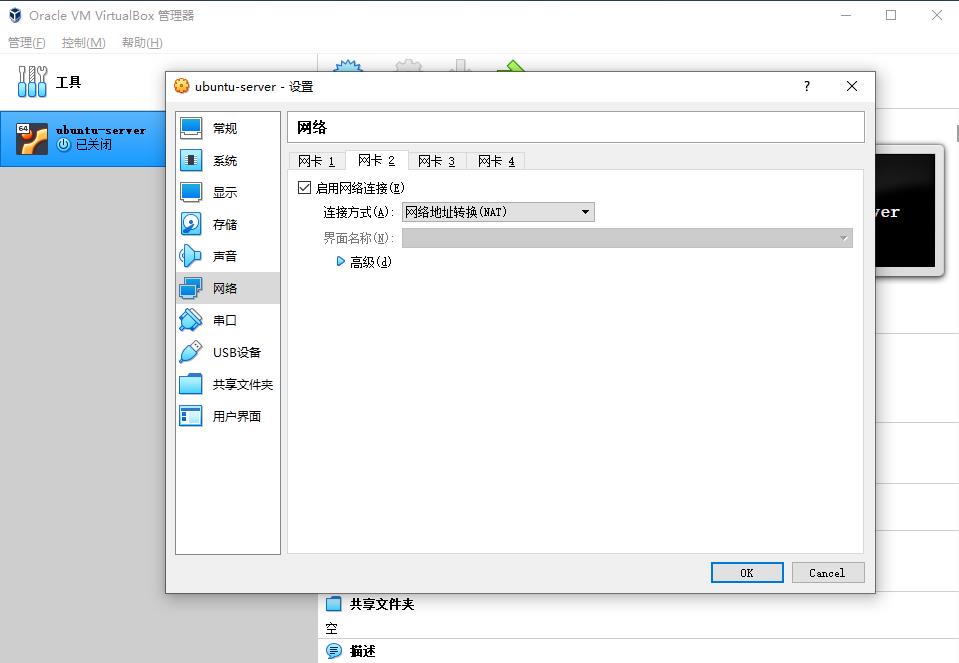 Oracle VM VirtualBox 管理器
管理(F) 控制(M) 帮助(H)
工具
64
ubuntu-server
已关闭
ubuntu-server - 设置
?
常规
系统
显示
存储
声音
网络
串口
USB设备
共享文件夹
用户界面
网络
网卡 1 网卡 2 网卡 3 网卡 4
启用网络连接(E)
连接方式(A): 网络地址转换(NAT)
界面名称(N):
高级(d)
OK Cancel
ver
共享文件夹
空
描述